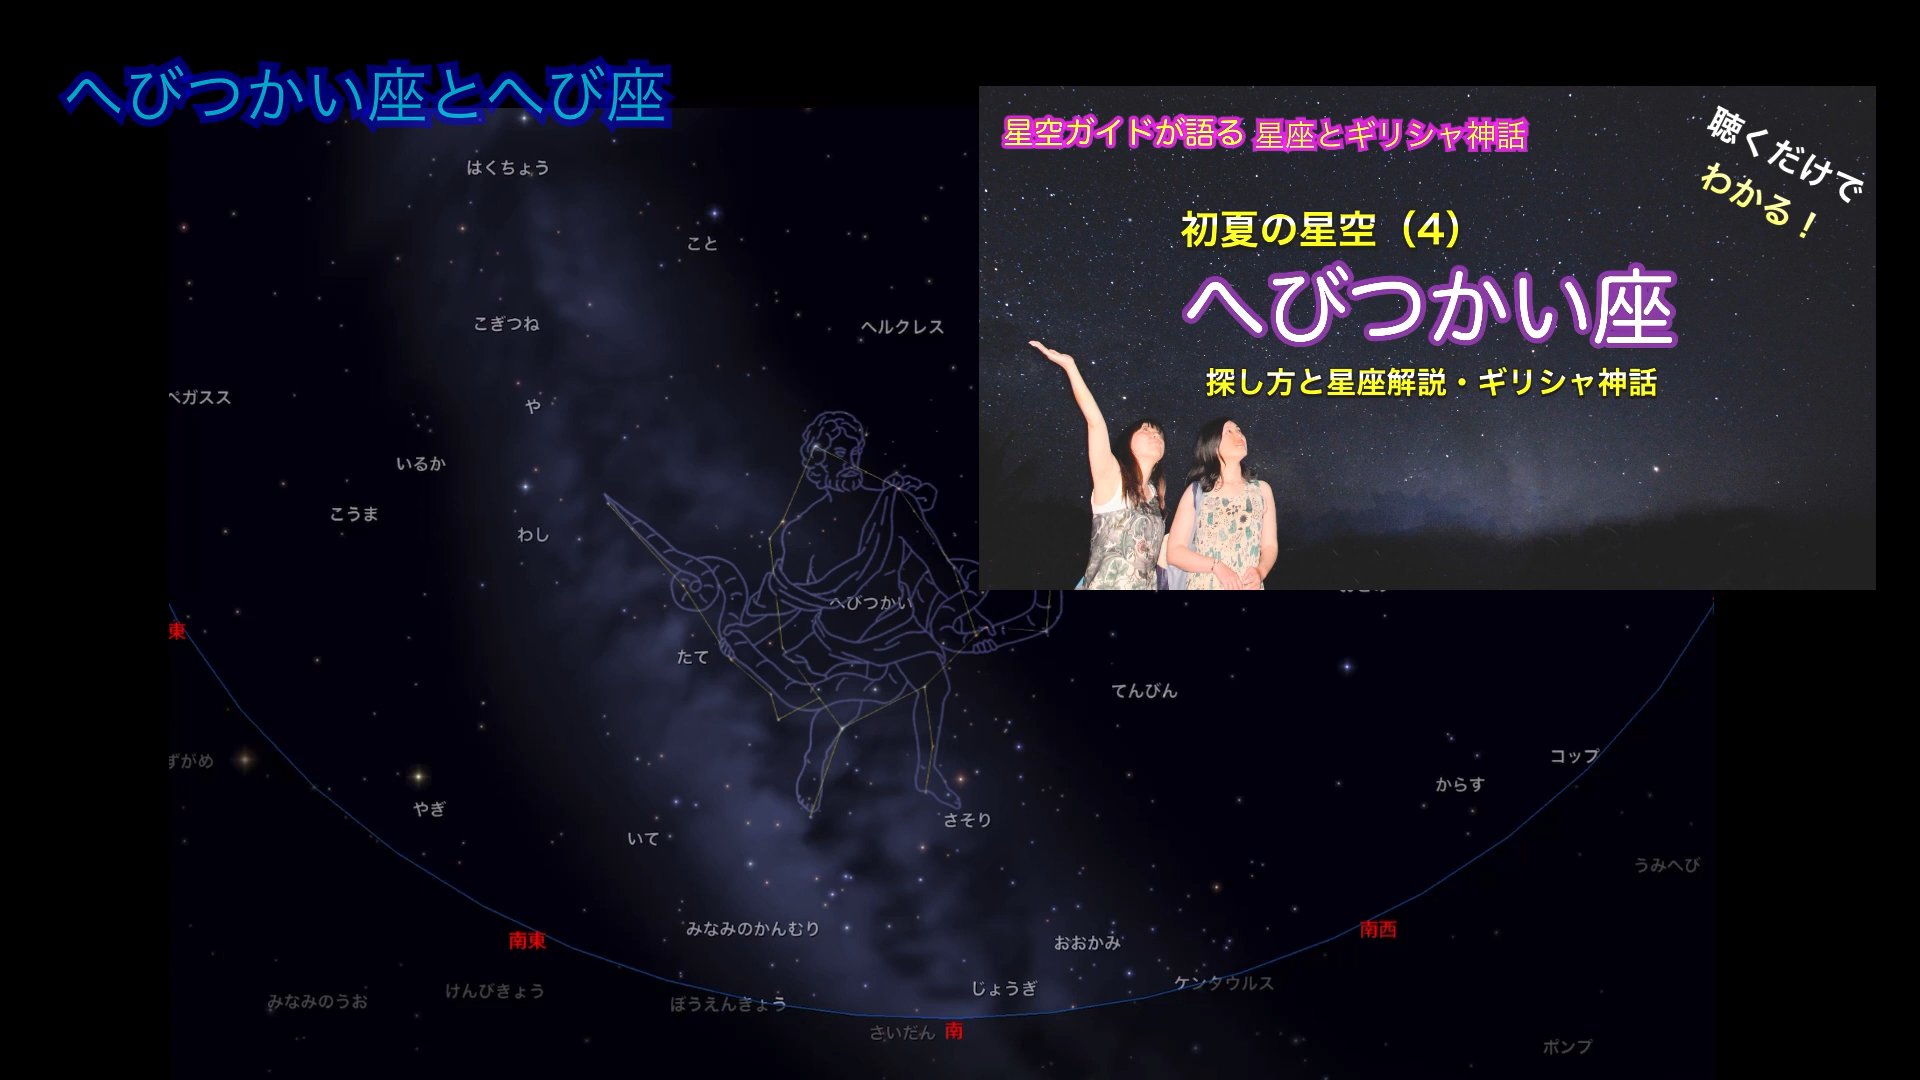 へびつかい座とへび座
星空ガイドが語る 星座とギリシャ神話
聴くだけで
わかる！
初夏の星空（4）
へびつかい座
探し方と星座解説・ギリシャ神話
はくちょう
こと
こぎつね
ヘルクレス
ペガスス
や
いるか
こうま
わし
へびつかい
東
たて
てんびん
ずがめ
コップ
からす
やぎ
さそり
いて
うみへび
みなみのかんむり
南西
南東
おおかみ
ケンタウルス
じょうぎ
けんびきょう
みなみのうお
ぼうえんきょう
さいだん
南
ポンプ